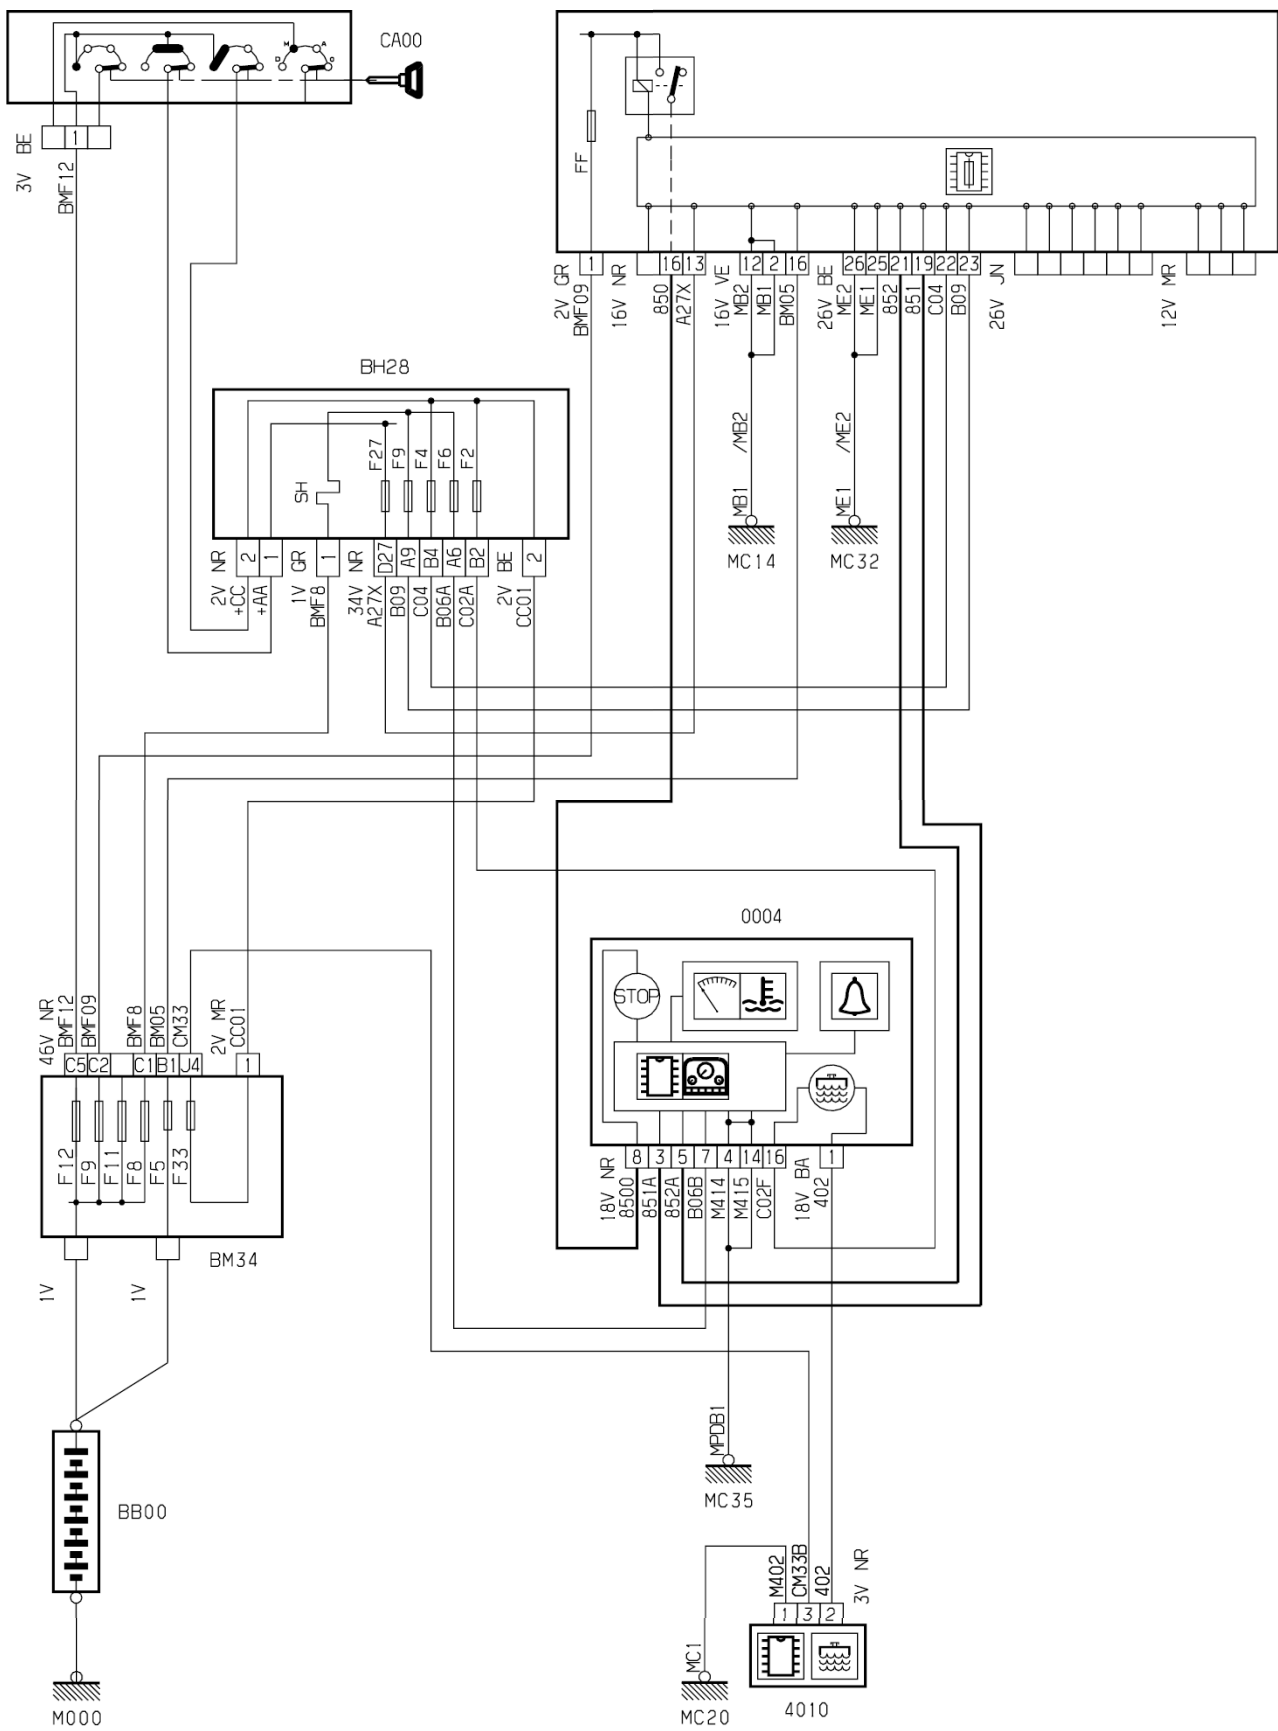 CA00
M
A
D
3V BE
1
BMF12
FF
2V GR
1
BMF09
16V NR
16
850
13
A27X
16V VE
12
MB2
2
MB1
16
BM05
26V BE
26
ME2
25
ME1
21
852
19
851
22
C04
23
B09
26V JN
12V MR
/MB2
MB1
MC14
/ME2
ME1
MC32
BH28
SH
F27
F9
F4
F6
F2
2V NR
2
+CC
1
+AA
1V GR
1
BMF8
34V NR
D27
A27X
A9
B09
B4
C04
A6
B06A
B2
C02A
2V BE
2
CC01
0004
STOP
18V NR
8
8500
3
851A
5
852A
7
B06B
4
M414
14
M415
16
C02F
18V BA
1
402
46V NR
BMF12
C5
BMF09
C2
BMF8
C1
BM05
B1
CM33
J4
2V MR
CC01
1
F12
F9
F11
F8
F5
F33
BM34
1V
1V
BB00
M000
MPDB1
MC35
M402
CM33B
402
3V NR
1
3
2
MC1
MC20
4010